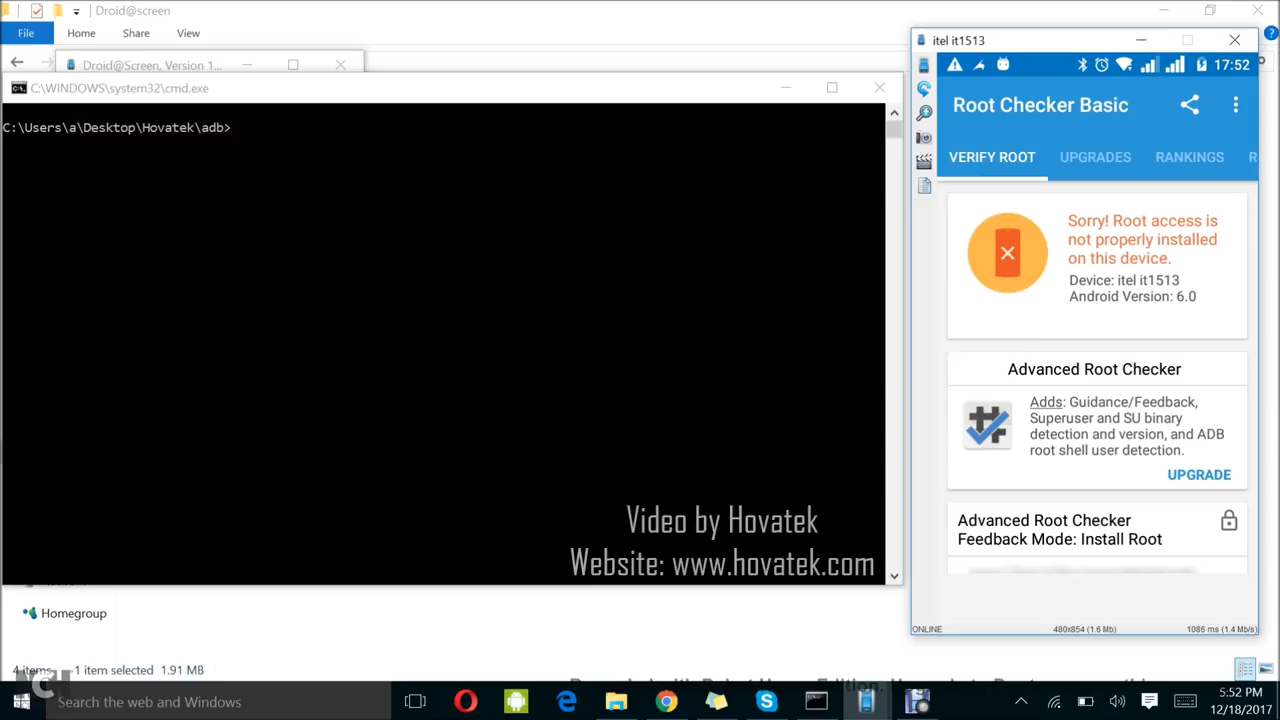 Droid@screen
File Home Share View
Droid@Screen, Version 1...
C:\WINDOWS\system32\cmd.exe
C:\Users\a\Desktop\Hovatek\adb>
Video by Hovatek
Website: www.hovatek.com
itel it1513
17:52
Root Checker Basic
VERIFY ROOT UPGRADES RANKINGS R
Sorry! Root access is
not properly installed
on this device.
Device: itel it1513
Android Version: 6.0
Advanced Root Checker
Adds: Guidance/Feedback,
Superuser and SU binary
detection and version, and ADB
root shell user detection.
UPGRADE
Advanced Root Checker
Feedback Mode: Install Root
ONLINE 480x854 (1.6 Mb) 1086 ms (1.4 Mb/s)
Homegroup
4 items 1 item selected 1.91 MB
Search the web and Windows
5:52 PM
12/18/2017